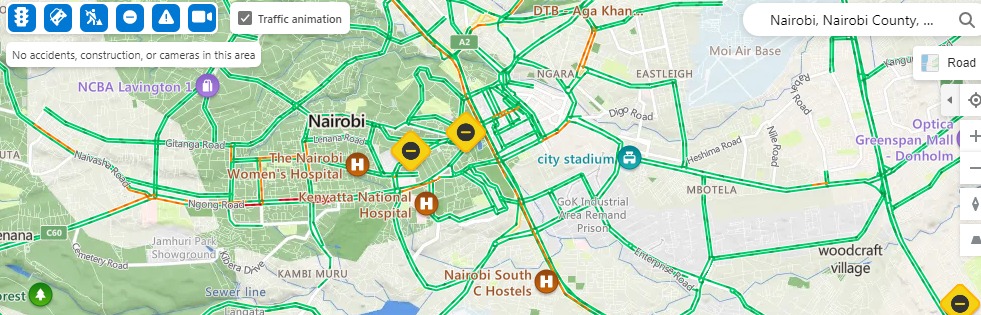 Traffic animation
No accidents, construction, or cameras in this area
DTB - Aga Khan...
Nairobi, Nairobi County, ...
A2
Moi Air Base
Road
NGARA
EASTLEIGH
NCBA Lavington 1
Digo Road
Nairobi
Lenana Road
Gitanga Road
Optica
Greenspan Mall
- Donholm
Heshima Road
Nile Road
city stadium
UTA
Naivasha Road
The Nairobi
Women's Hospital
MBOTELA
Ngong Road
Kenyatta National
Hospital
GoK Industrial
Area Remand
Prison
enana
C60
Jamhuri Park
Showground
Cemetery Road
Kibera Drive
KAMBI MURU
Enterprise Road
woodcraft
village
Nairobi South
C Hostels
Sewer line
orest
Langata